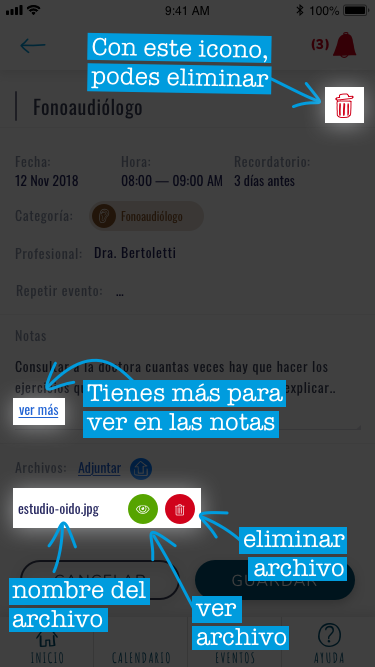 9:41 AM 100%
Con este icono,
podes eliminar
(3)
Fonoaudiólogo
Fecha: Hora: Recordatorio:
12 Nov 2018 08:00 — 09:00 AM 3 días antes
Categoría: Fonoaudiólogo
Profesional: Dra. Bertoletti
Repetir evento: ...
Notas
Consultar a la doctora cuantas veces hay que hacer los
explicar..
ver más
Tienes más para
ver en las notas
Archivos: Adjuntar
estudio-oido.jpg
eliminar
archivo
CANCELAR GUARDAR
nombre del
archivo
ver
archivo
INICIO CALENDARIO EVENTOS AYUDA